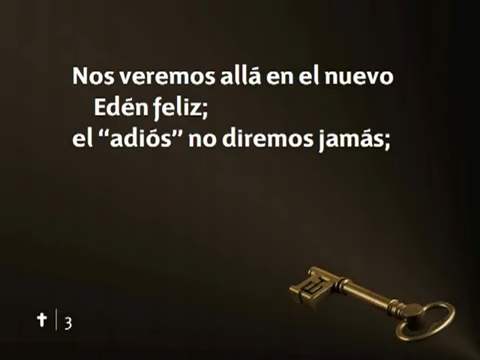 Nos veremos allá en el nuevo
Edén feliz;
el “adiós” no diremos jamás;
3